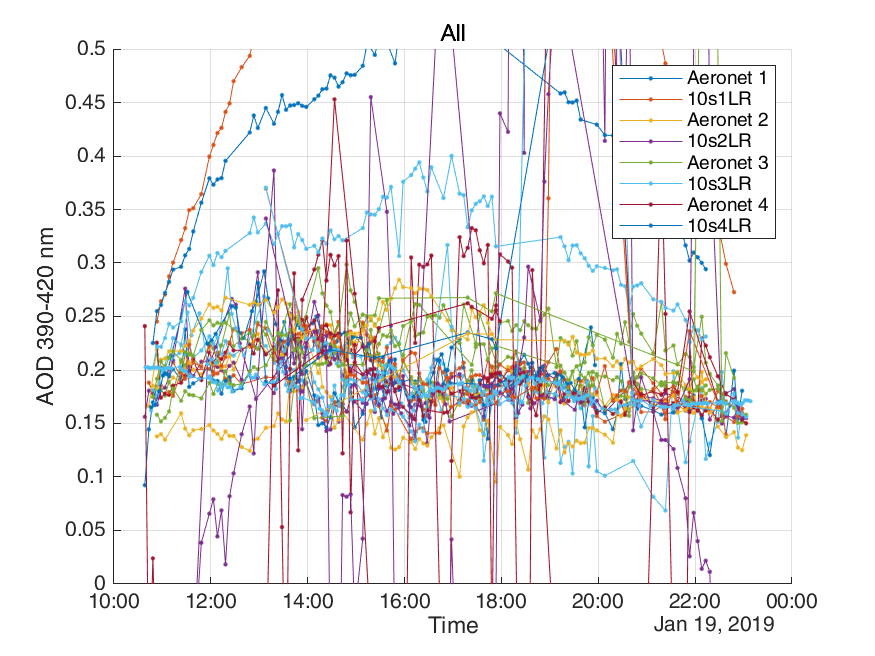 All
0.5
0.45
0.4
0.35
0.3
0.25
0.2
0.15
0.1
0.05
0
AOD 390-420 nm
Aeronet 1
10s1LR
Aeronet 2
10s2LR
Aeronet 3
10s3LR
Aeronet 4
10s4LR
10:00 12:00 14:00 16:00 18:00 20:00 22:00 00:00
Time
Jan 19, 2019